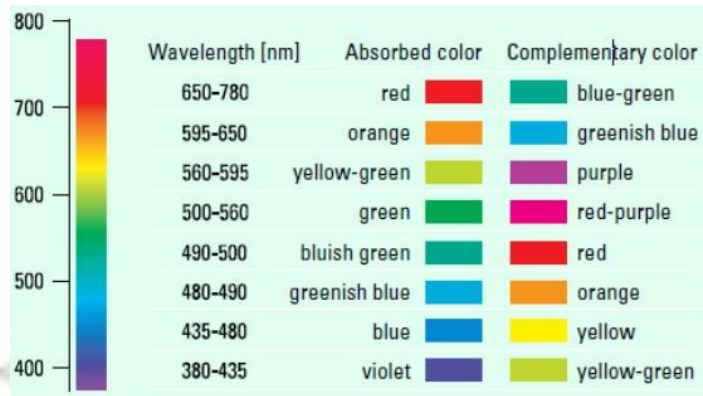 800
700
600
500
400
Wavelength [nm] Absorbed color Complementary color
650-780 red blue-green
595-650 orange greenish blue
560-595 yellow-green purple
500-560 green red-purple
490-500 bluish green red
480-490 greenish blue orange
435-480 blue yellow
380-435 violet yellow-green